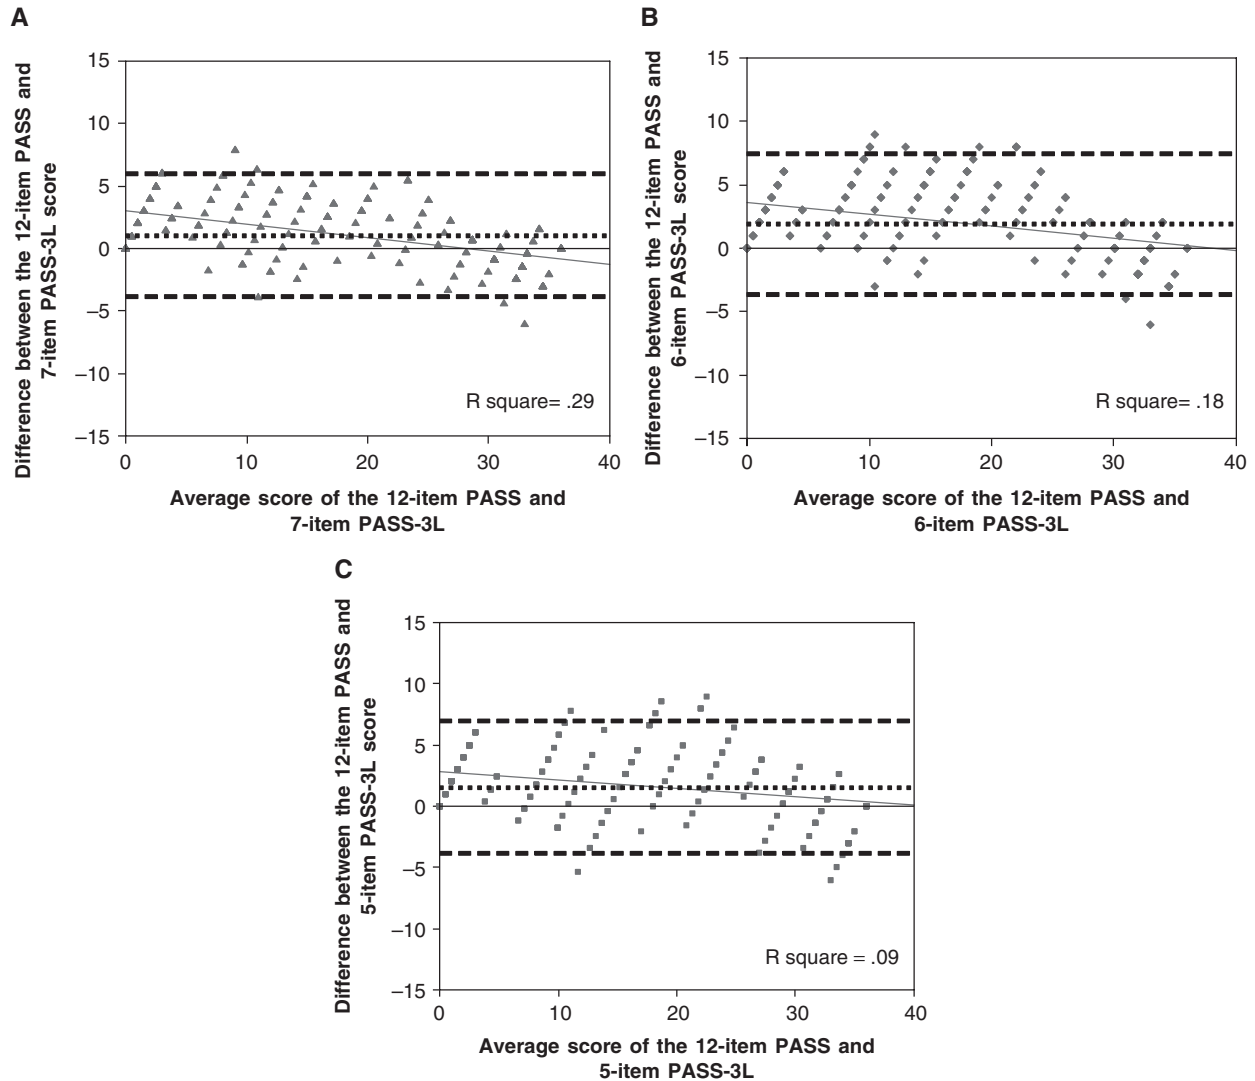 A
Difference between the 12-item PASS and
7-item PASS-3L score
15
10
5
0
−5
−10
−15
R square= .29
0 10 20 30 40
Average score of the 12-item PASS and
7-item PASS-3L
B
Difference between the 12-item PASS and
6-item PASS-3L score
15
10
5
0
−5
−10
−15
R square= .18
0 10 20 30 40
Average score of the 12-item PASS and
6-item PASS-3L
C
Difference between the 12-item PASS and
5-item PASS-3L score
15
10
5
0
−5
−10
−15
R square = .09
0 10 20 30 40
Average score of the 12-item PASS and
5-item PASS-3L